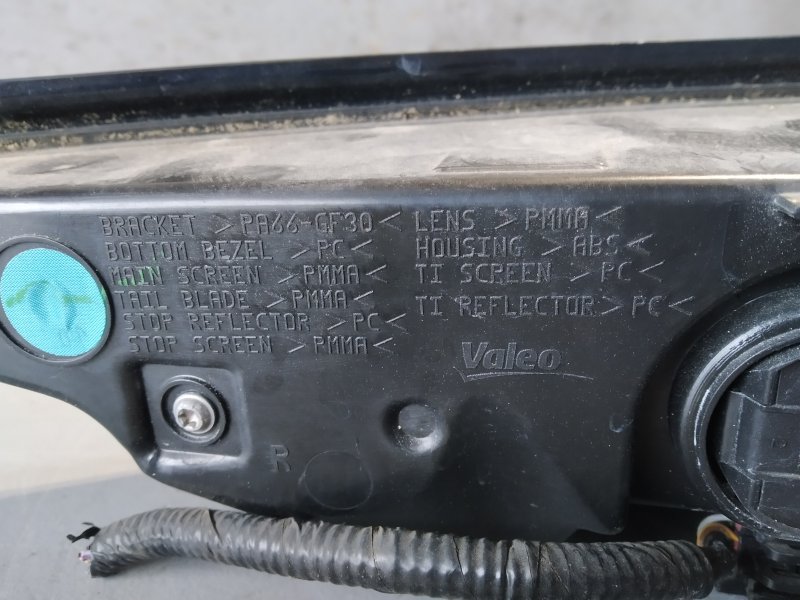 BRACKET >PA66-GF30< LENS >PMMA<
BOTTOM BEZEL >PC< HOUSING >ABS<
MAIN SCREEN >PMMA< TI SCREEN >PC<
TAIL BLADE >PMMA< TI REFLECTOR >PC<
STOP REFLECTOR >PC<
STOP SCREEN >PMMA<
Valeo
R